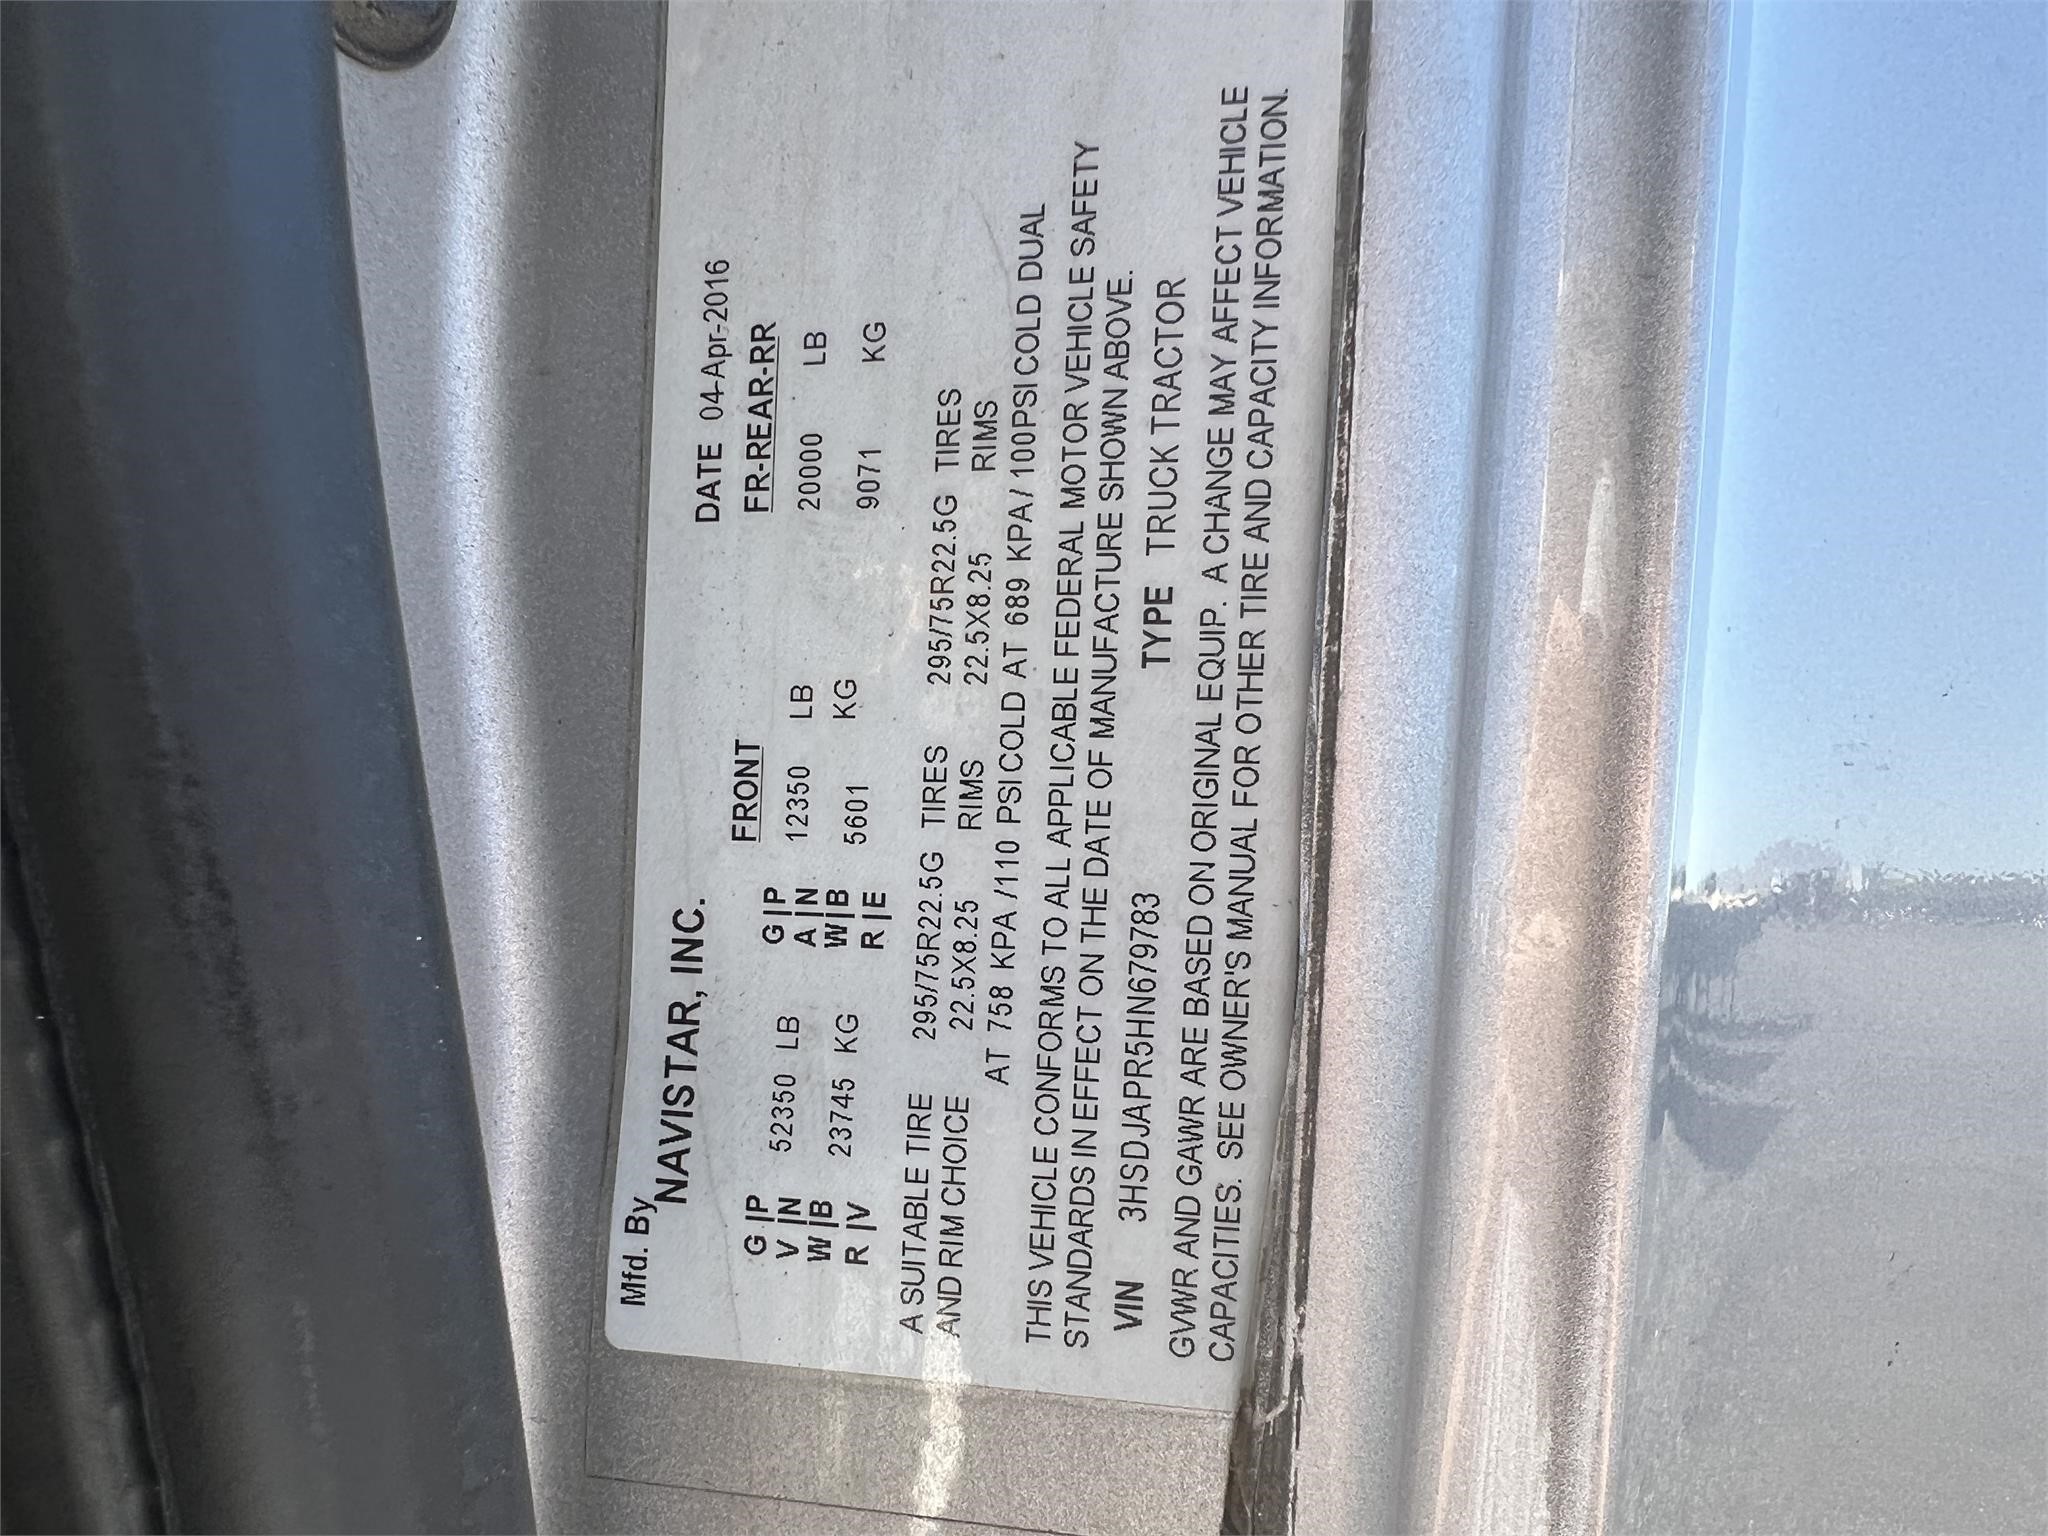 Mfd. By
NAVISTAR, INC. DATE 04-Apr-2016
FRONT FR-REAR-RR
G P 52350 LB G P 12350 LB 20000 LB
V N A N
W B 23745 KG W B 5601 KG 9071 KG
R V R E
A SUITABLE TIRE 295/75R22.5G TIRES 295/75R22.5G TIRES
AND RIM CHOICE 22.5X8.25 RIMS 22.5X8.25 RIMS
AT 758 KPA /110 PSI COLD AT 689 KPA / 100PSI COLD DUAL
THIS VEHICLE CONFORMS TO ALL APPLICABLE FEDERAL MOTOR VEHICLE SAFETY
STANDARDS IN EFFECT ON THE DATE OF MANUFACTURE SHOWN ABOVE.
VIN 3HSDJAPR5HN679783 TYPE TRUCK TRACTOR
GVWR AND GAWR ARE BASED ON ORIGINAL EQUIP. A CHANGE MAY AFFECT VEHICLE
CAPACITIES. SEE OWNER'S MANUAL FOR OTHER TIRE AND CAPACITY INFORMATION.